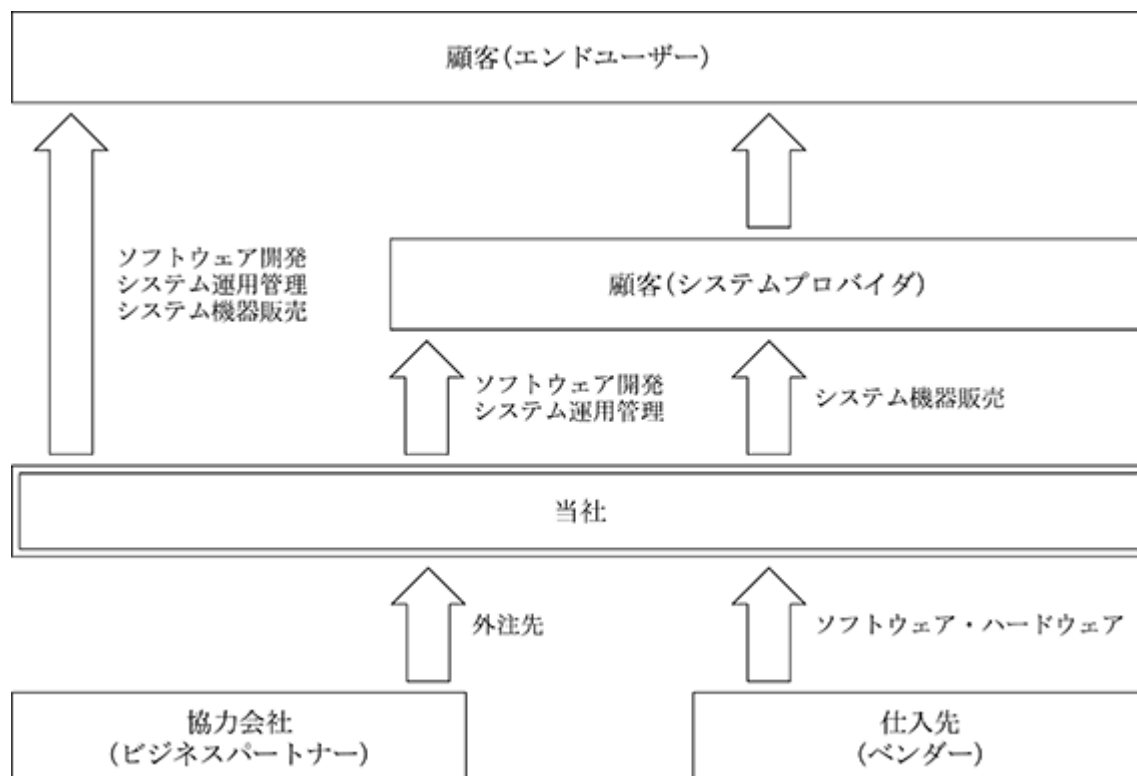 顧客(エンドユーザー)
ソフトウェア開発
システム運用管理
システム機器販売
顧客(システムプロバイダ)
ソフトウェア開発
システム運用管理
システム機器販売
当社
外注先
ソフトウェア・ハードウェア
協力会社
(ビジネスパートナー)
仕入先
(ベンダー)